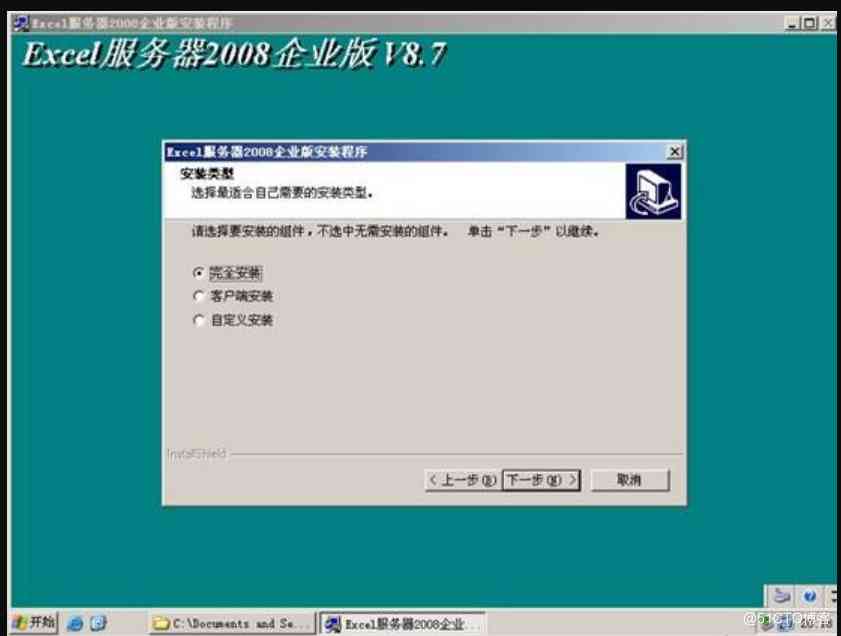 Excel服务器2008企业版安装程序
Excel服务器2008企业版 V8.7
Excel服务器2008企业版安装程序
安装类型
选择最适合自己需要的安装类型。
请选择要安装的组件，不选中无需安装的组件。 单击“下一步”以继续。
完全安装
客户端安装
自定义安装
InstallShield
< 上一步(B)
下一步(N) >
取消
开始
C:\Documents and Se...
Excel服务器2008企业...
@51CTO博客